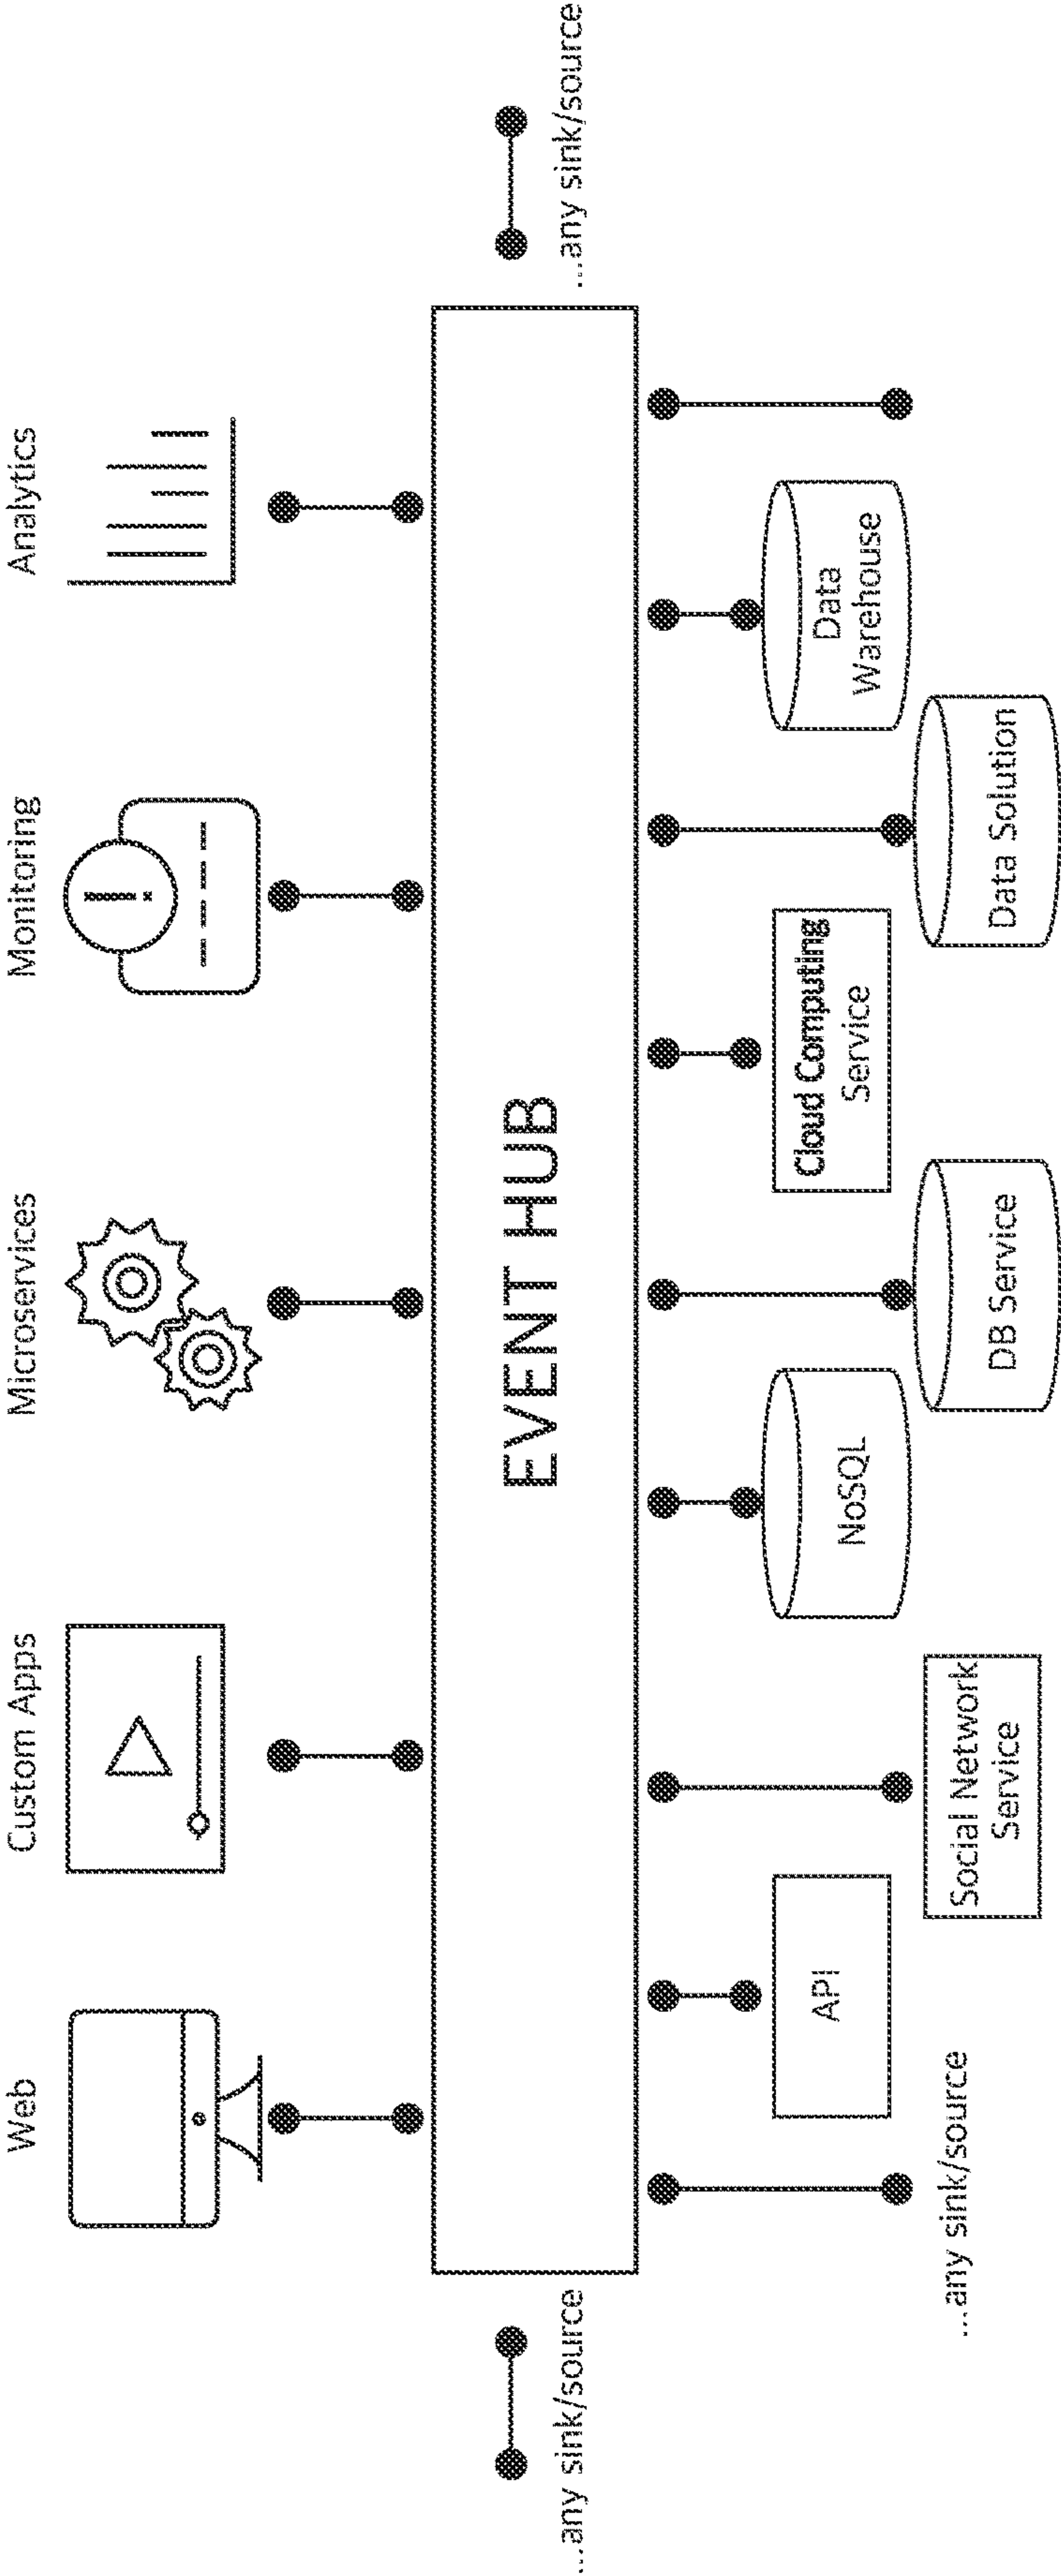 Web
Custom Apps
Microservices
Monitoring
Analytics
...any sink/source
EVENT HUB
...any sink/source
...any sink/source
API
Social Network
Service
NoSQL
DB Service
Cloud Computing
Service
Data Solution
Data
Warehouse